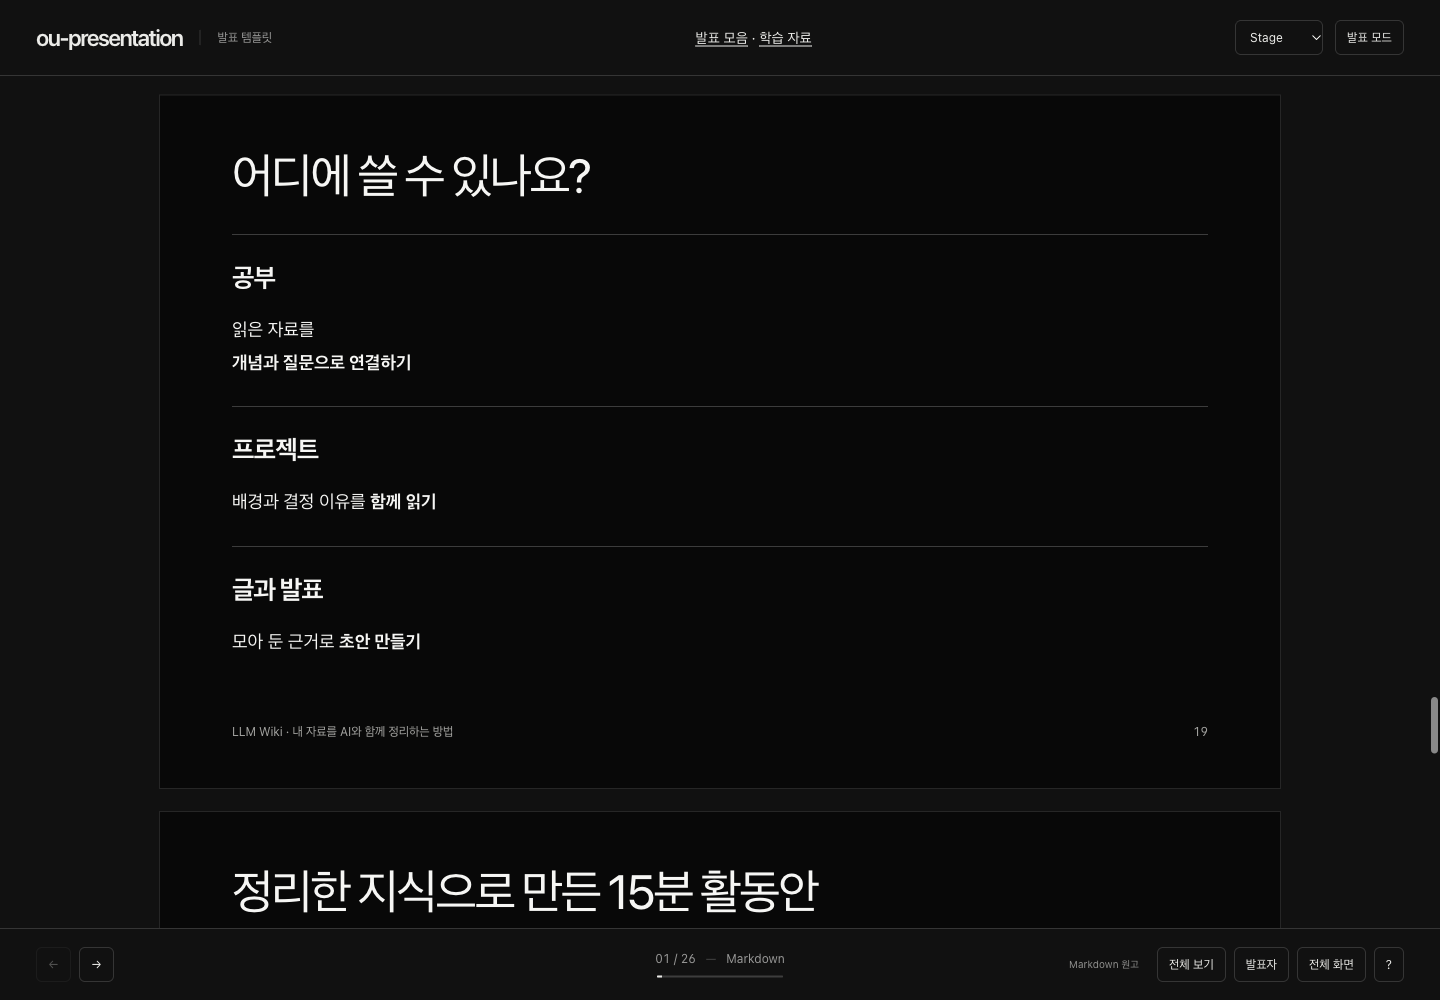 ou-presentation
발표 템플릿
발표 모음 · 학습 자료
Stage
발표 모드
어디에 쓸 수 있나요?
공부
읽은 자료를
개념과 질문으로 연결하기
프로젝트
배경과 결정 이유를 함께 읽기
글과 발표
모아 둔 근거로 초안 만들기
LLM Wiki · 내 자료를 AI와 함께 정리하는 방법
19
정리한 지식으로 만든 15분 활동안
←
→
01 / 26 — Markdown
Markdown 원고
전체 보기
발표자
전체 화면
?